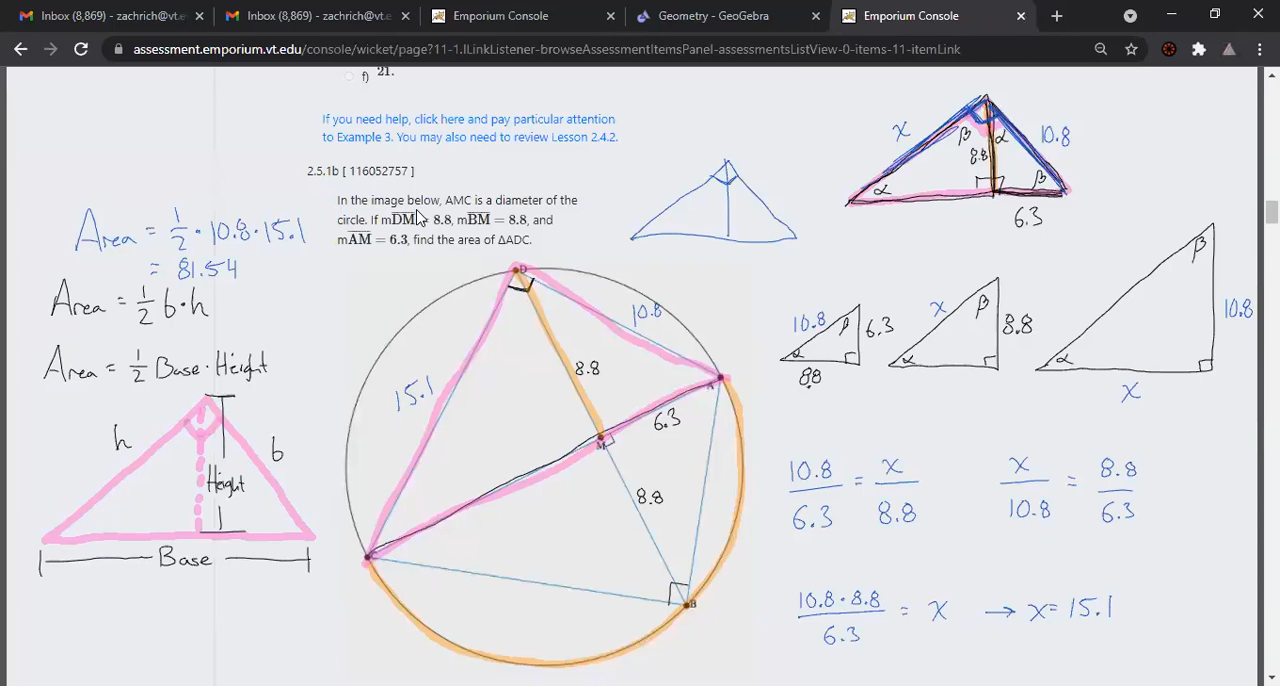 Inbox (8,869) - zachrich@vt.e
Inbox (8,869) - zachrich@vt.e
Emporium Console
Geometry - GeoGebra
Emporium Console
assessment.emporium.vt.edu/console/wicket/page?11-1.ILinkListener-browseAssessmentItemsPanel-assessmentsListView-0-items-11-itemLink
f) 21.
If you need help, click here and pay particular attention
to Example 3. You may also need to review Lesson 2.4.2.
2.5.1b [ 116052757 ]
In the image below, AMC is a diameter of the
circle. If mDM = 8.8, mBM = 8.8, and
mAM = 6.3, find the area of ΔADC.
Area = 1/2 · 10.8 · 15.1
= 81.54
Area = 1/2 b·h
Area = 1/2 Base · Height
h
b
Height
Base
D
10.8
15.1
8.8
A
6.3
M
8.8
B
x
β
α
10.8
8.8
α
β
6.3
10.8
β
6.3
α
8.8
x
β
8.8
α
β
10.8
α
x
10.8/6.3 = x/8.8
x/10.8 = 8.8/6.3
10.8·8.8/6.3 = x → x=15.1